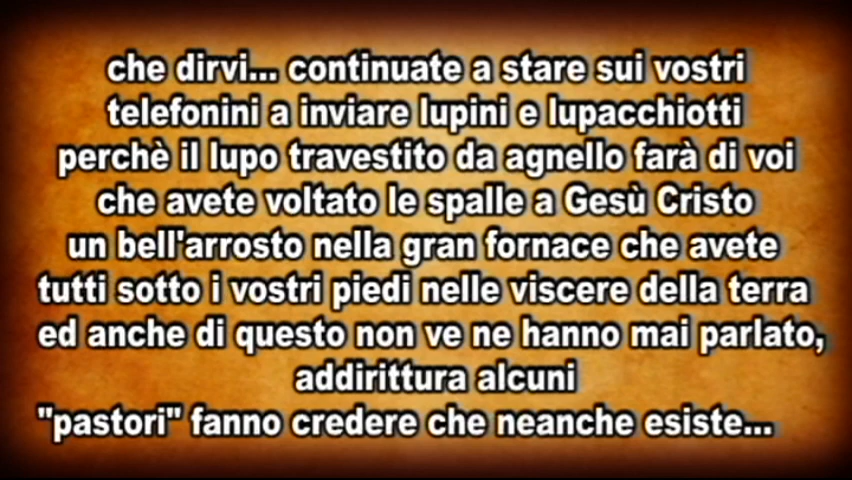 che dirvi... continuate a stare sui vostri
telefonini a inviare lupini e lupacchiotti
perchè il lupo travestito da agnello farà di voi
che avete voltato le spalle a Gesù Cristo
un bell'arrosto nella gran fornace che avete
tutti sotto i vostri piedi nelle viscere della terra
ed anche di questo non ve ne hanno mai parlato,
addirittura alcuni
"pastori" fanno credere che neanche esiste...